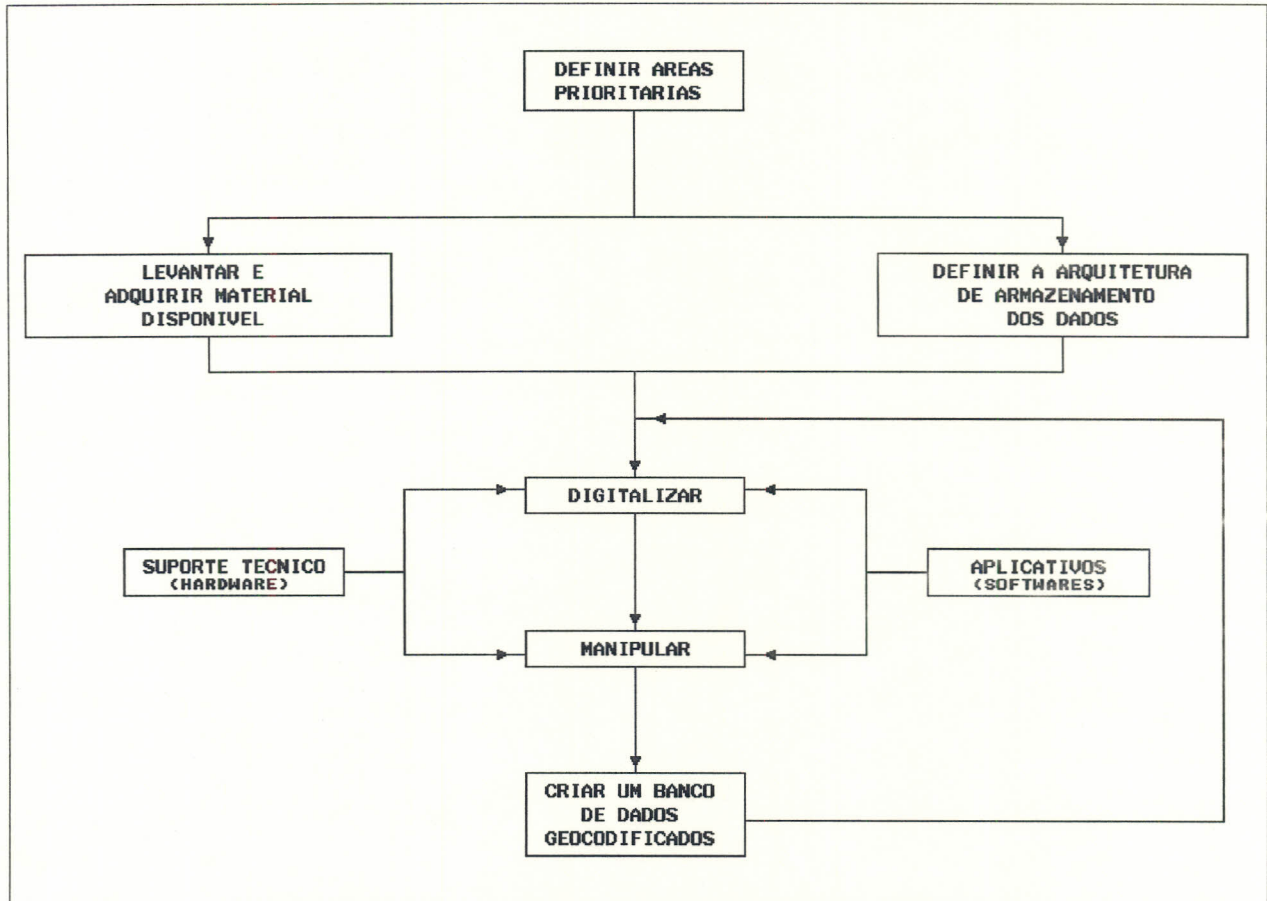 DEFINIR AREAS
PRIORITARIAS
LEVANTAR E
ADQUIRIR MATERIAL
DISPONIVEL
DEFINIR A ARQUITETURA
DE ARMAZENAMENTO
DOS DADOS
DIGITALIZAR
SUPORTE TECNICO
(HARDWARE)
APLICATIVOS
(SOFTWARES)
MANIPULAR
CRIAR UM BANCO
DE DADOS
GEOCODIFICADOS